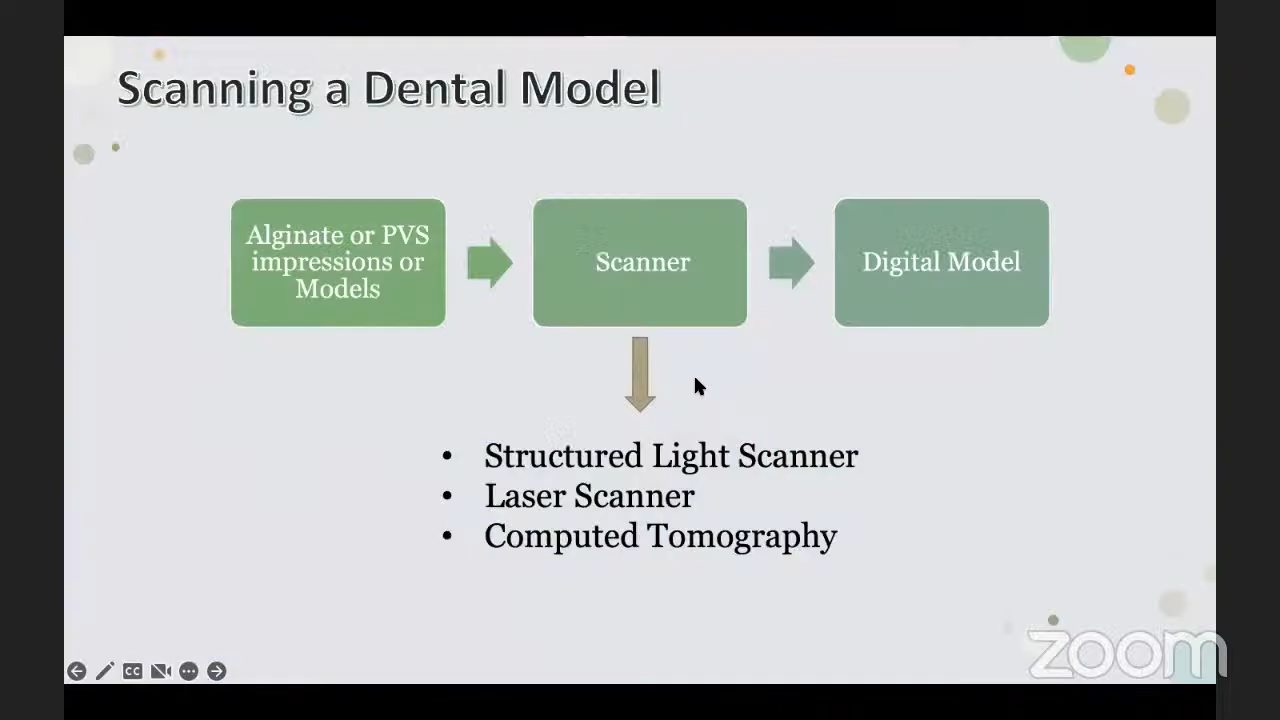 Scanning a Dental Model
Alginate or PVS
impressions or
Models
Scanner
Digital Model
• Structured Light Scanner
• Laser Scanner
• Computed Tomography
CC
zoom